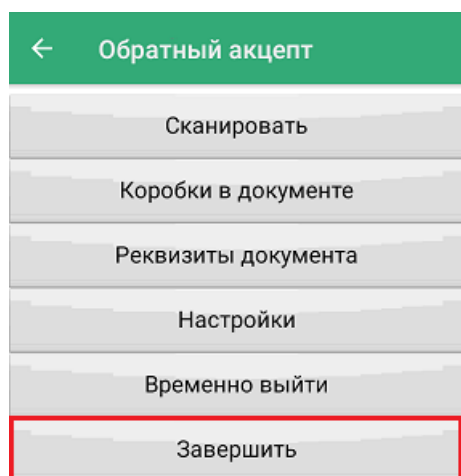 Обратный акцепт
Сканировать
Коробки в документе
Реквизиты документа
Настройки
Временно выйти
Завершить